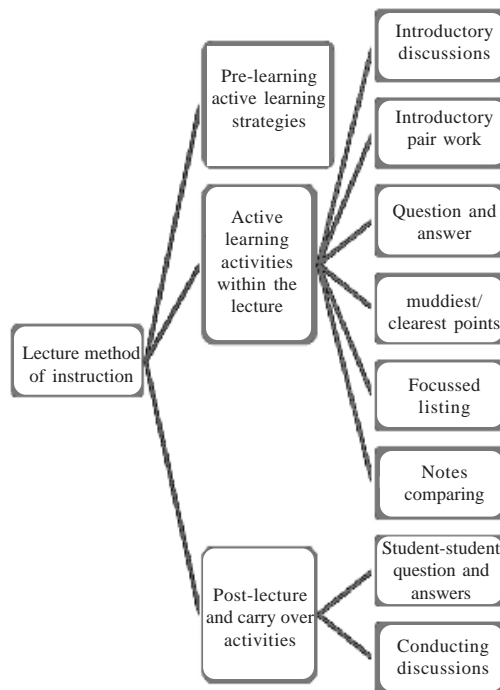 Introductory
discussions
Pre-learning
active learning
strategies
Introductory
pair work
Active
learning
activities
within the
lecture
Question and
answer
muddiest/
clearest points
Lecture method
of instruction
Focussed
listing
Notes
comparing
Student-student
question and
answers
Post-lecture
and carry over
activities
Conducting
discussions